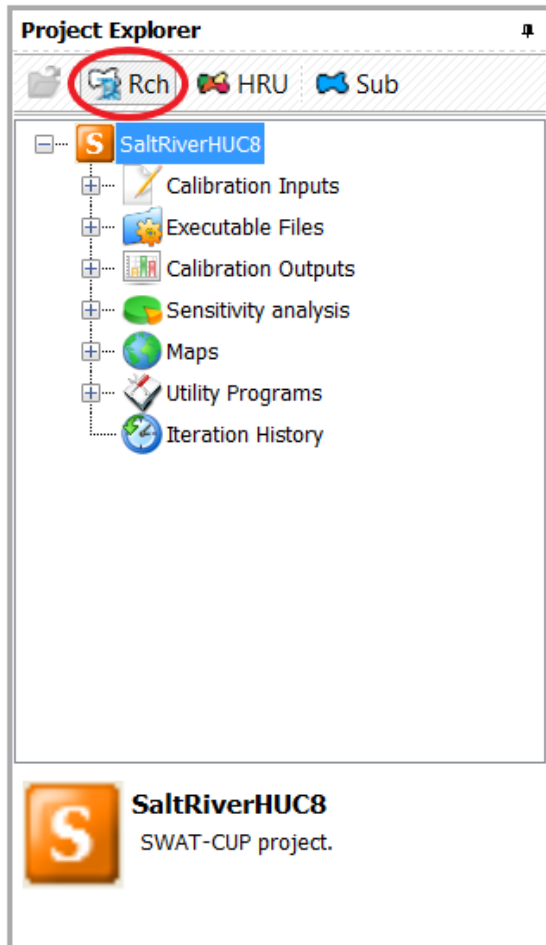 Project Explorer
Rch HRU Sub
S SaltRiverHUC8
Calibration Inputs
Executable Files
Calibration Outputs
Sensitivity analysis
Maps
Utility Programs
Iteration History
S SaltRiverHUC8
SWAT-CUP project.